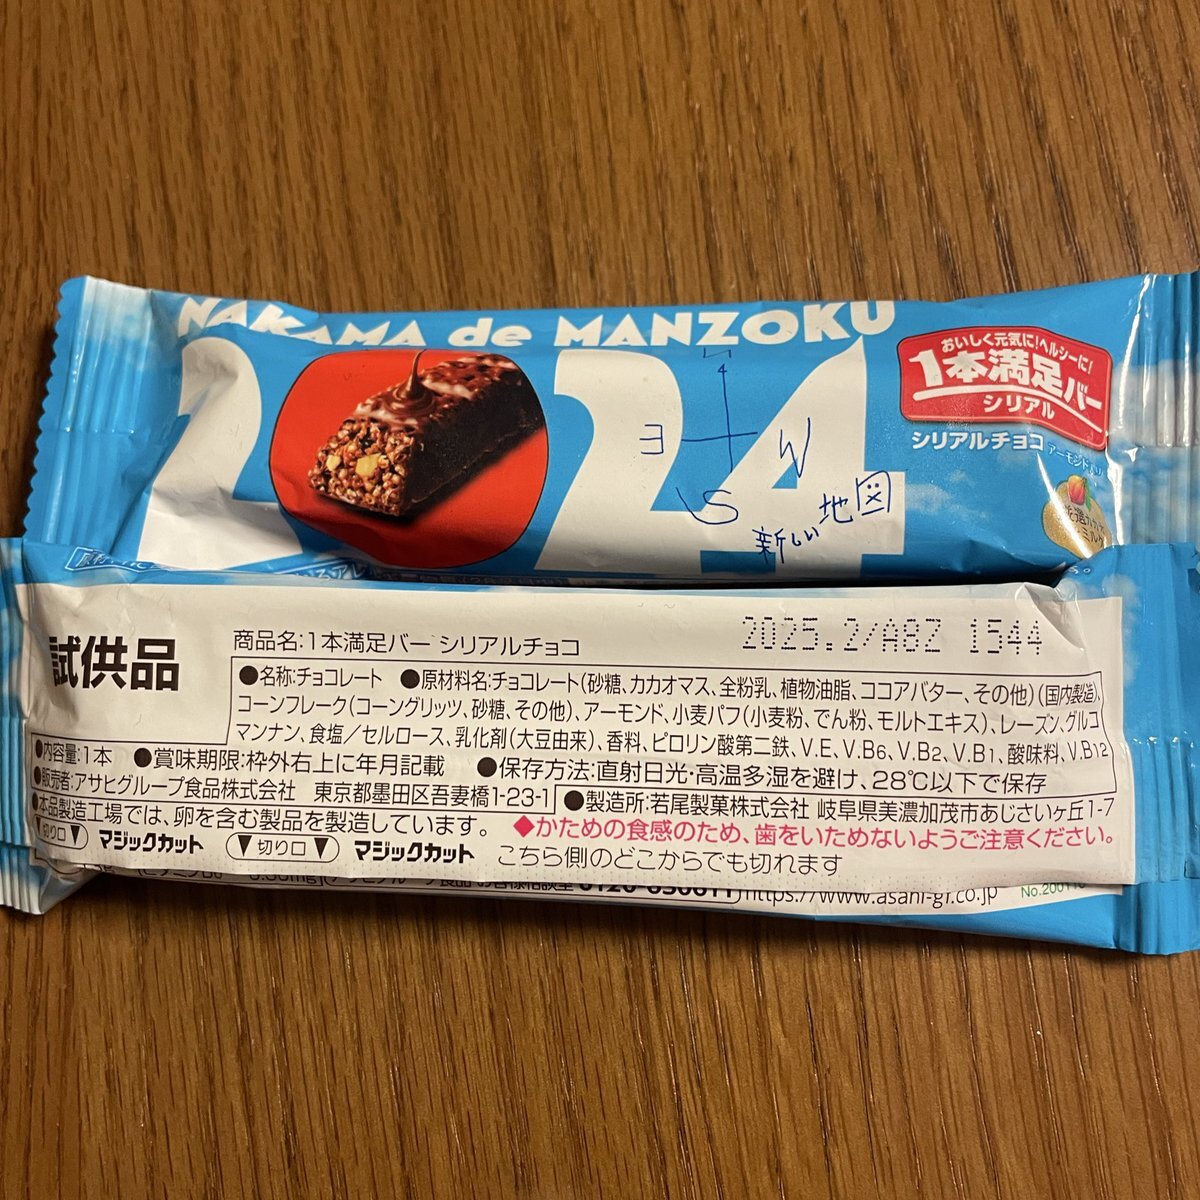 NAKAMA de MANZOKU
2024
おいしく元気に!ヘルシーに!
1本満足バー
シリアル
シリアルチョコ
N
E W
S
新しい地図
試供品
商品名:1本満足バー シリアルチョコ
2025.2/A8Z 1544
●名称:チョコレート ●原材料名:チョコレート(砂糖、カカオマス、全粉乳、植物油脂、ココアバター、その他)(国内製造)、
コーンフレーク(コーングリッツ、砂糖、その他)、アーモンド、小麦パフ(小麦粉、でん粉、モルトエキス)、レーズン、グルコ
マンナン、食塩/セルロース、乳化剤(大豆由来)、香料、ピロリン酸第二鉄、V.E、V.B6、V.B2、V.B1、酸味料、V.B12
●内容量:1本 ●賞味期限:枠外右上に年月記載 ●保存方法:直射日光・高温多湿を避け、28℃以下で保存
●販売者:アサヒグループ食品株式会社 東京都墨田区吾妻橋1-23-1
●製造所:若尾製菓株式会社 岐阜県美濃加茂市あじさいヶ丘1-7
●本品製造工場では、卵を含む製品を製造しています。
◆かための食感のため、歯をいためないようご注意ください。
▼切り口▼ マジックカット ▼切り口▼ マジックカット こちら側のどこからでも切れます
0120-630611 https://www.asahi-gf.co.jp